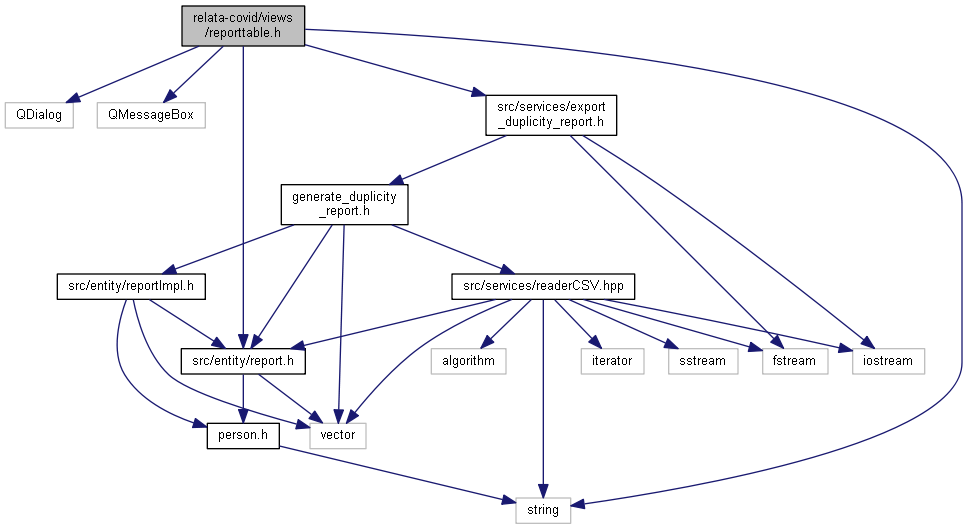 relata-covid/views
/reporttable.h
QDialog
QMessageBox
src/services/export
_duplicity_report.h
generate_duplicity
_report.h
src/entity/reportImpl.h
src/services/readerCSV.hpp
src/entity/report.h
algorithm
iterator
sstream
fstream
iostream
person.h
vector
string